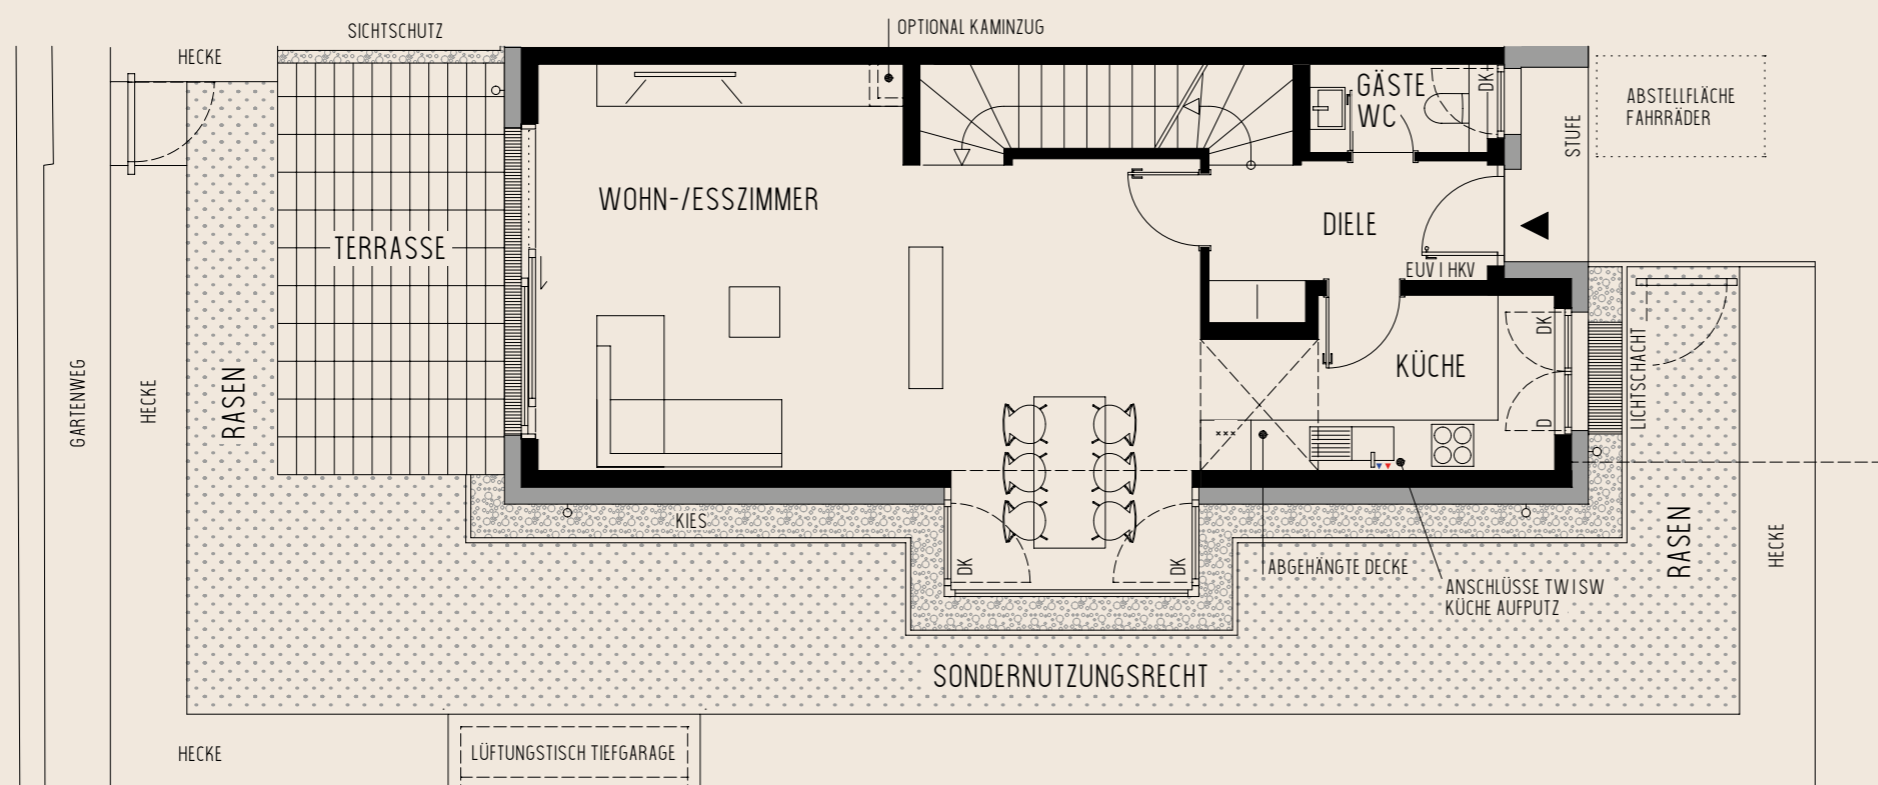 SICHTSCHUTZ
OPTIONAL KAMINZUG
HECKE
GÄSTE
WC
DK
STUFE
ABSTELLFLÄCHE
FAHRRÄDER
WOHN-/ESSZIMMER
DIELE
TERRASSE
EUV | HKV
DK
KÜCHE
D
LICHTSCHACHT
GARTENWEG
HECKE
RASEN
KIES
DK
DK
ABGEHÄNGTE DECKE
ANSCHLÜSSE TW | SW
KÜCHE AUFPUTZ
RASEN
HECKE
SONDERNUTZUNGSRECHT
HECKE
LÜFTUNGSTISCH TIEFGARAGE